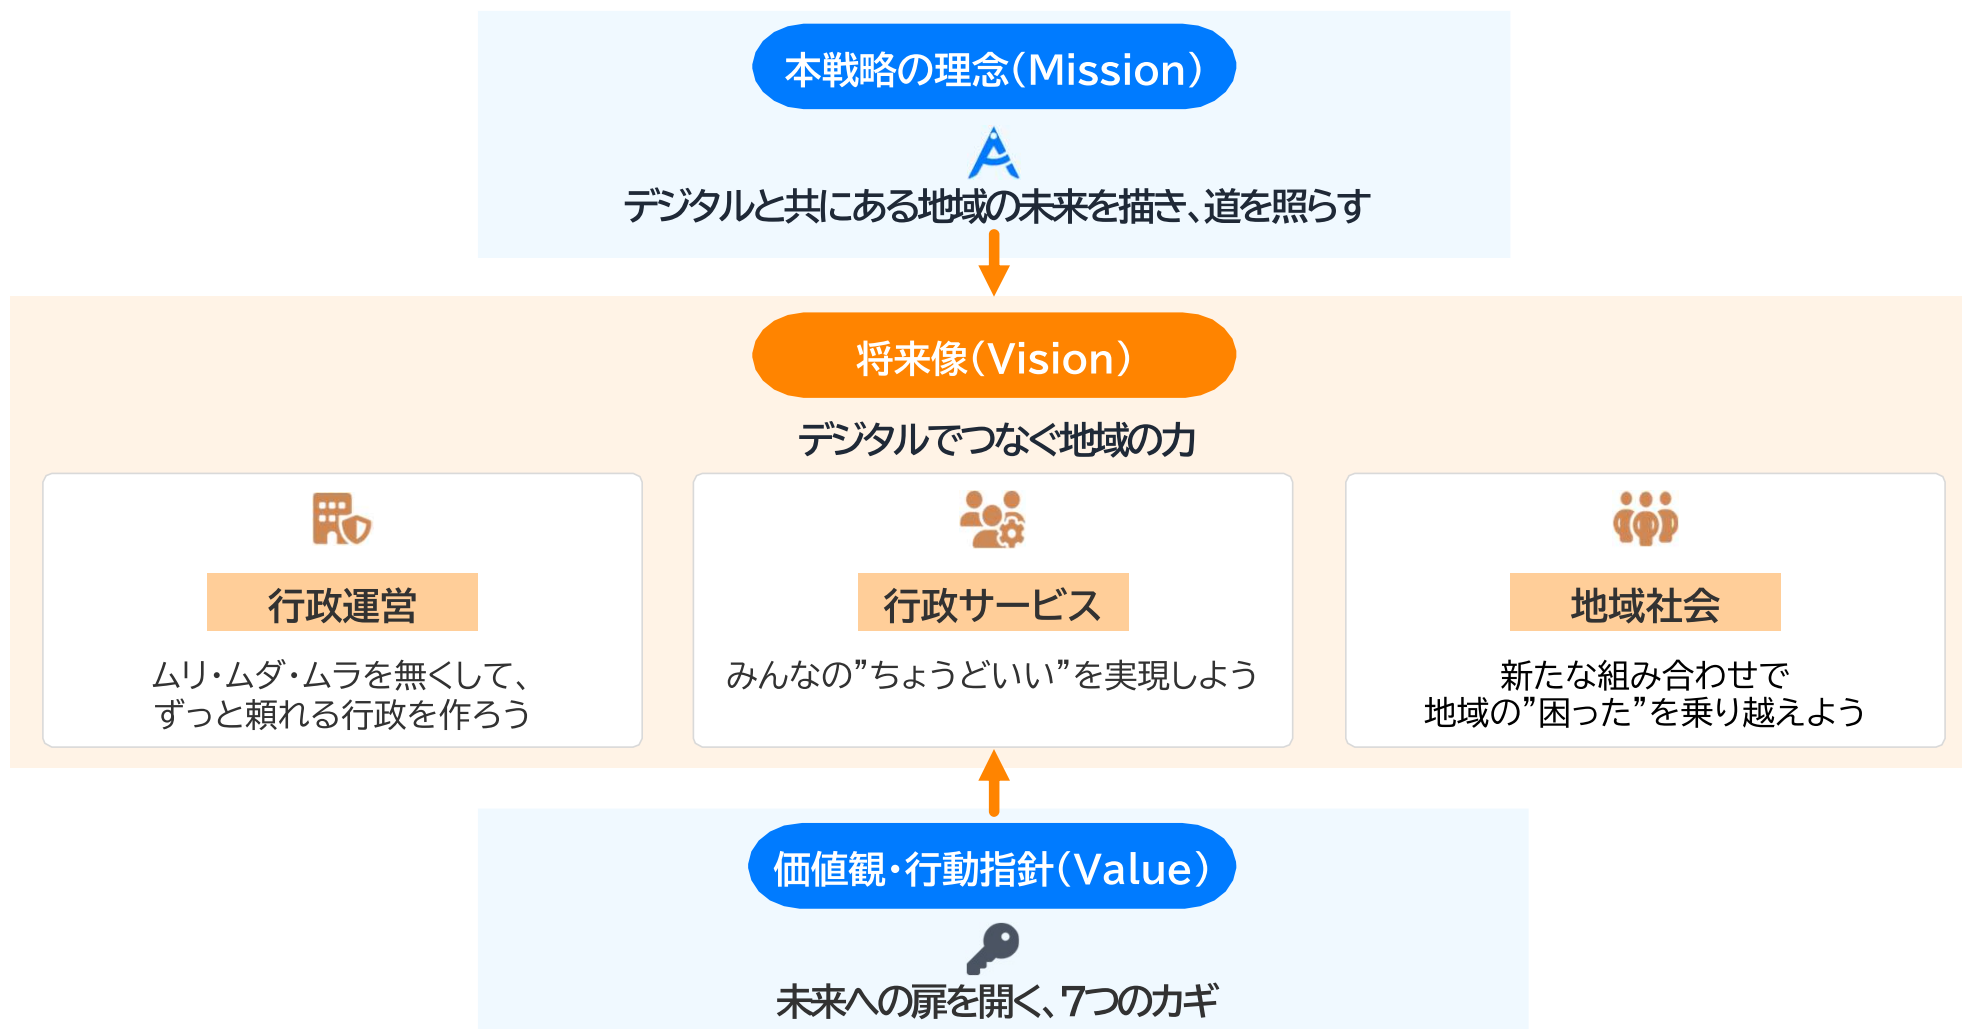 本戦略の理念（Mission）
デジタルと共にある地域の未来を描き、道を照らす
将来像（Vision）
デジタルでつなぐ地域の力
行政運営
ムリ・ムダ・ムラを無くして、
ずっと頼れる行政を作ろう
行政サービス
みんなの”ちょうどいい”を実現しよう
地域社会
新たな組み合わせで
地域の”困った”を乗り越えよう
価値観・行動指針（Value）
未来への扉を開く、7つのカギ